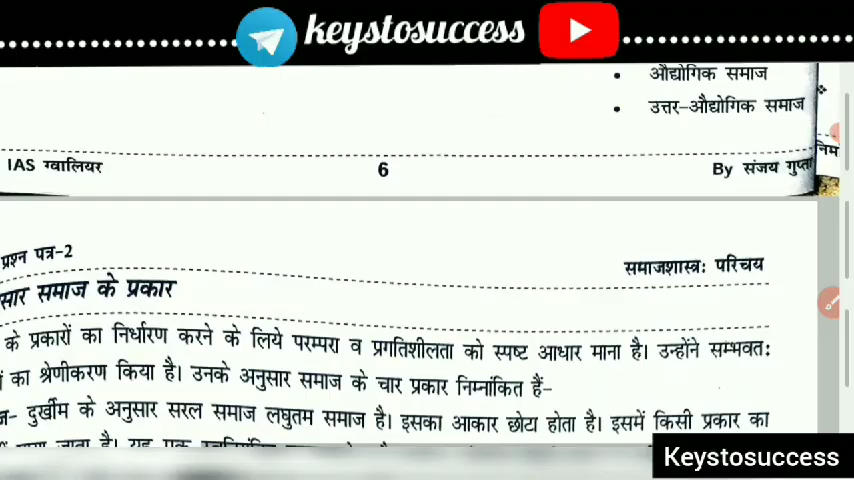 keystosuccess
औद्योगिक समाज
उत्तर-औद्योगिक समाज
IAS ग्वालियर
6
By संजय गुप्ता
निम
प्रश्न पत्र-2
समाजशास्त्र: परिचय
सार समाज के प्रकार
के प्रकारों का निर्धारण करने के लिये परम्परा व प्रगतिशीलता को स्पष्ट आधार माना है। उन्होंने सम्भवत:
का श्रेणीकरण किया है। उनके अनुसार समाज के चार प्रकार निम्नांकित हैं-
दुर्खीम के अनुसार सरल समाज लघुतम समाज है। इसका आकार छोटा होता है। इसमें किसी प्रकार का
जाता है। यह एक
Keystosuccess